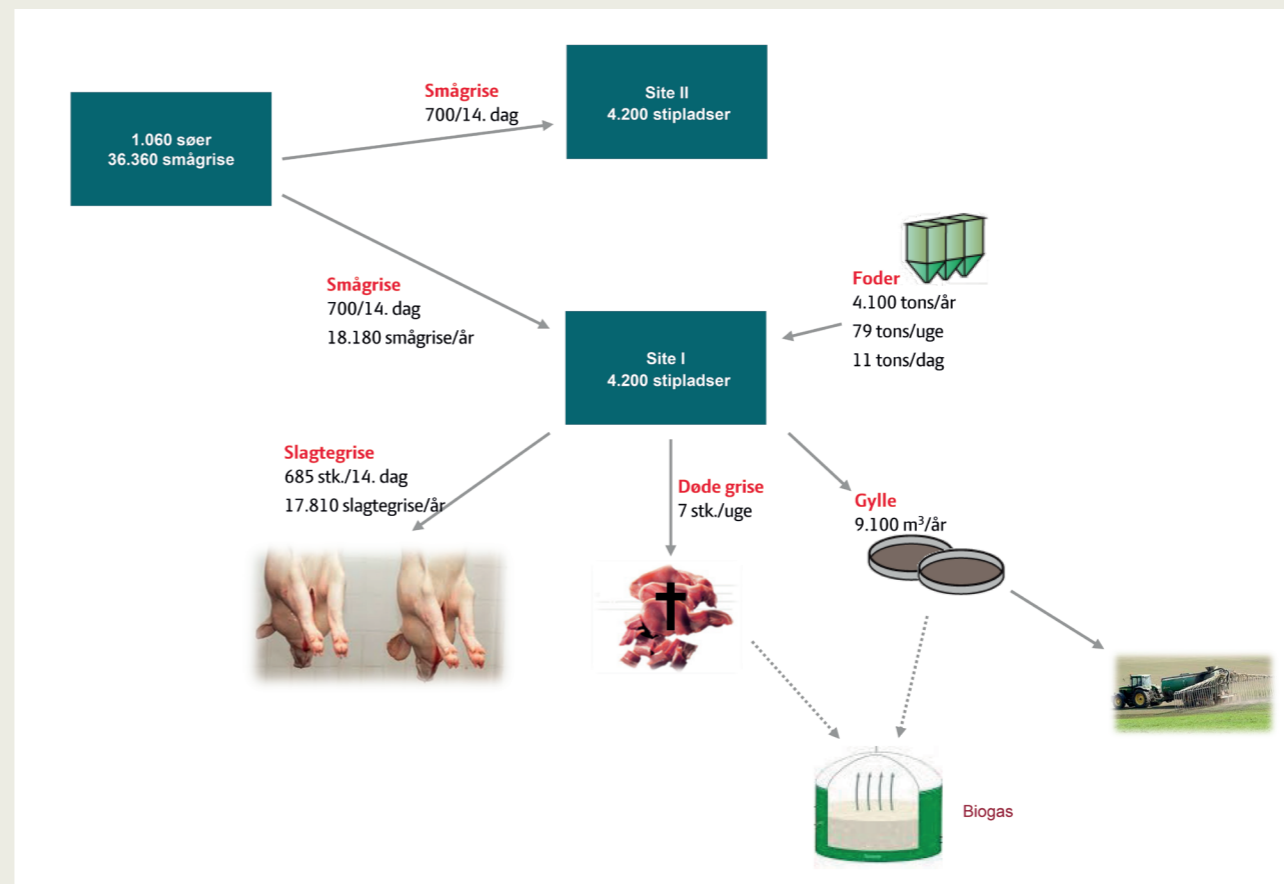 1.060 søer
36.360 smågrise
Smågrise
700/14. dag
Site II
4.200 stipladser
Smågrise
700/14. dag
18.180 smågrise/år
Foder
4.100 tons/år
79 tons/uge
11 tons/dag
Site I
4.200 stipladser
Slagtegrise
685 stk./14. dag
17.810 slagtegrise/år
Døde grise
7 stk./uge
Gylle
9.100 m³/år
Biogas